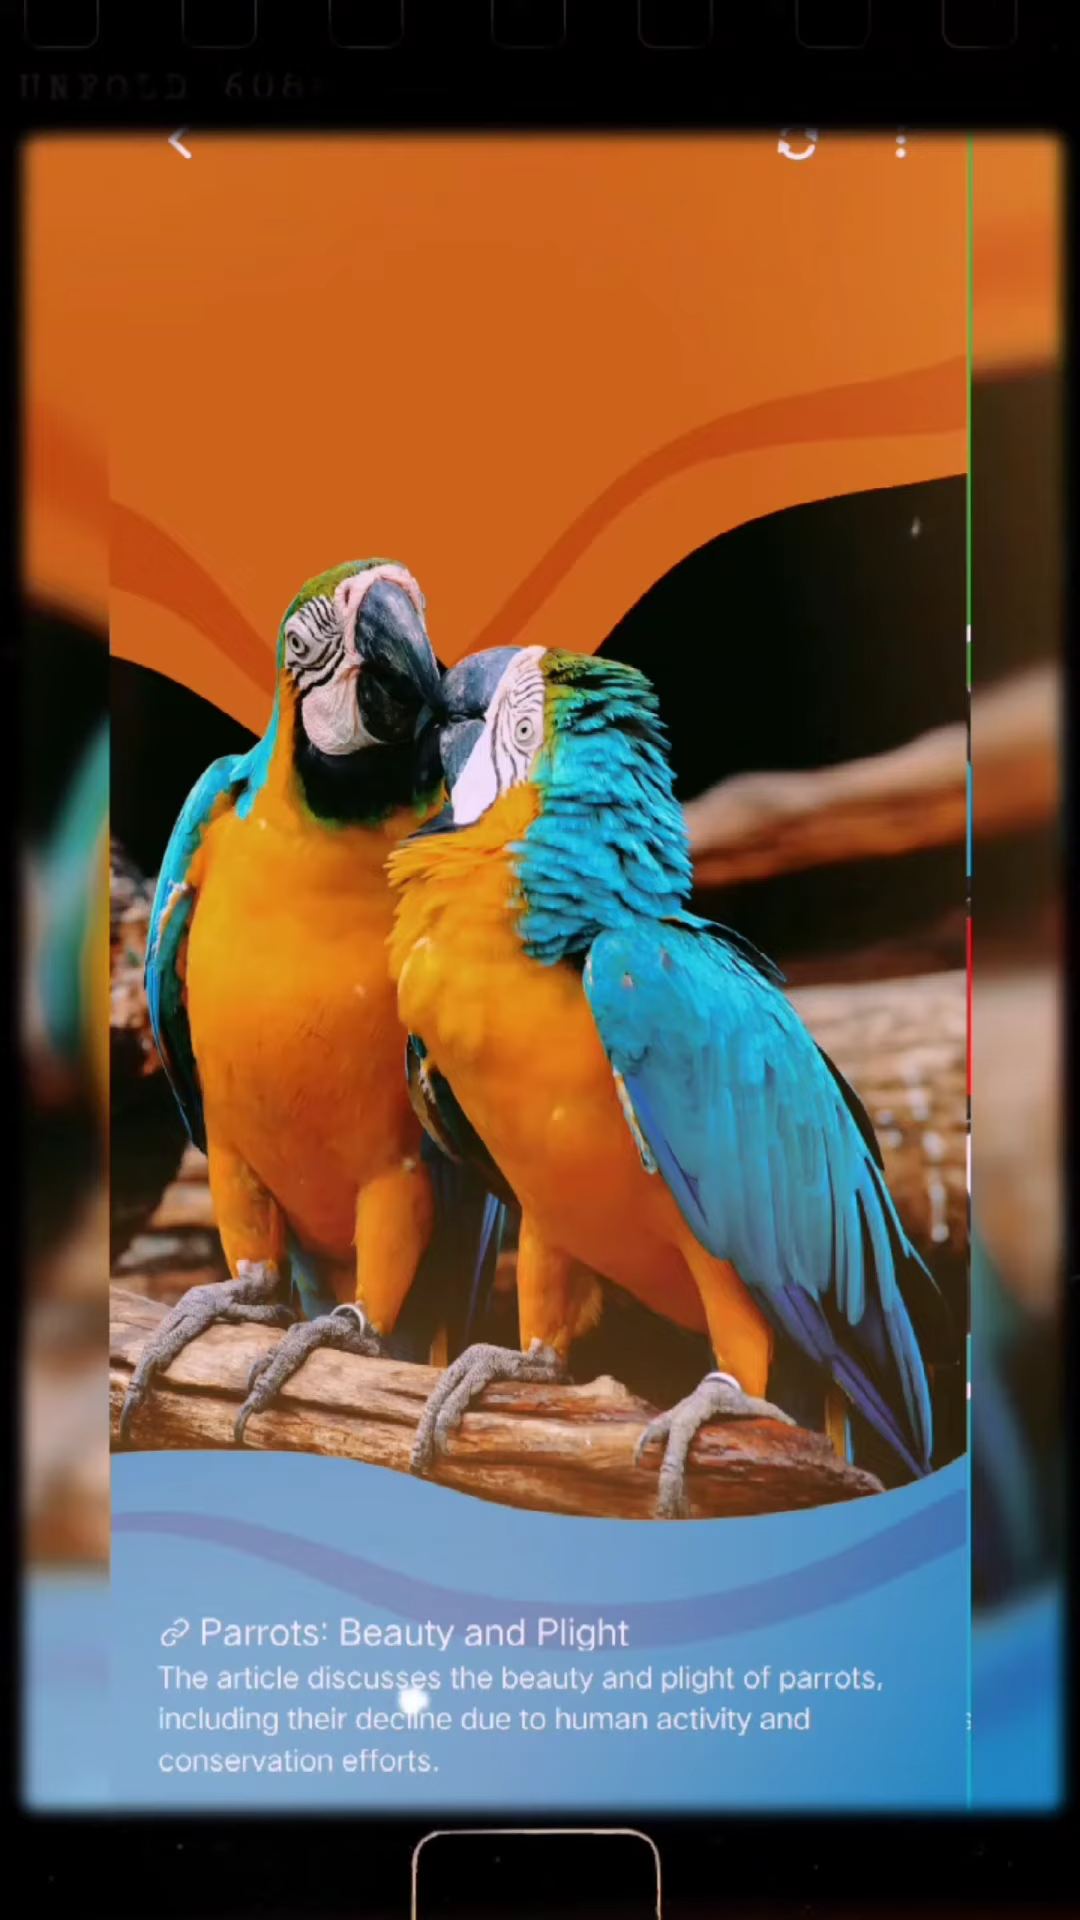 UNFOLD 608
Parrots: Beauty and Plight
The article discusses the beauty and plight of parrots,
including their decline due to human activity and
conservation efforts.